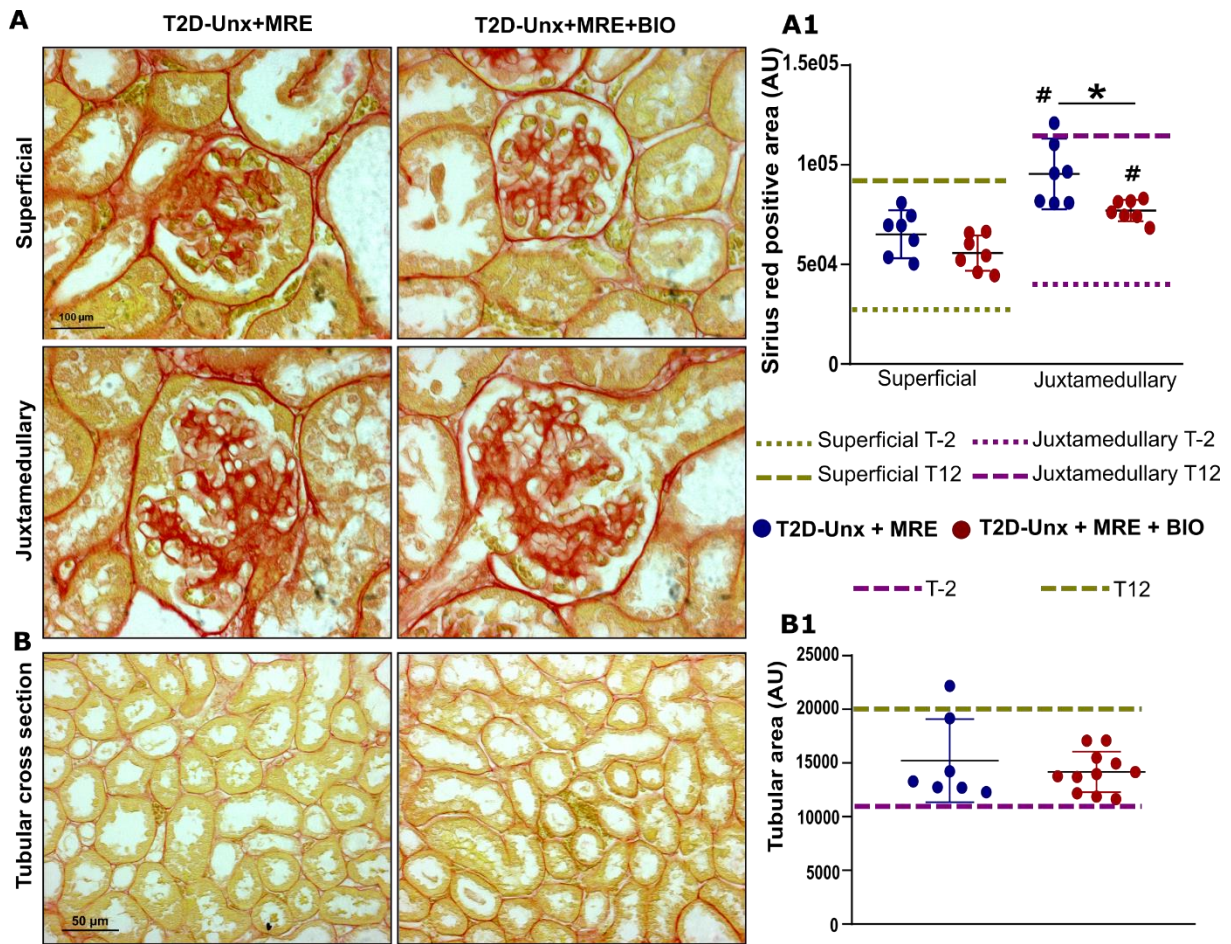 A
T2D-Unx+MRE
T2D-Unx+MRE+BIO
Superficial
100 µm
Juxtamedullary
B
Tubular cross section
50 µm
A1
Sirius red positive area (AU)
1.5e05
1e05
5e04
0
# *
#
Superficial
Juxtamedullary
Superficial T-2
Juxtamedullary T-2
Superficial T12
Juxtamedullary T12
T2D-Unx + MRE
T2D-Unx + MRE + BIO
T-2
T12
B1
Tubular area (AU)
25000
20000
15000
10000
5000
0